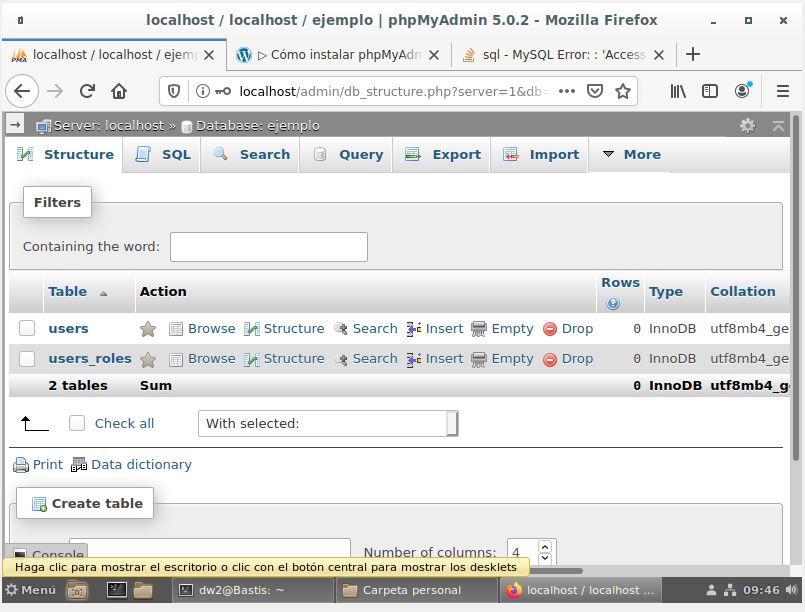 localhost / localhost / ejemplo | phpMyAdmin 5.0.2 - Mozilla Firefox
localhost / localhost / ejem
▷ Cómo instalar phpMyAdm
sql - MySQL Error: : 'Access
localhost/admin/db_structure.php?server=1&db=
Server: localhost » Database: ejemplo
Structure SQL Search Query Export Import More
Filters
Containing the word:
Table Action Rows Type Collation
users Browse Structure Search Insert Empty Drop 0 InnoDB utf8mb4_ge
users_roles Browse Structure Search Insert Empty Drop 0 InnoDB utf8mb4_ge
2 tables Sum 0 InnoDB utf8mb4_g
Check all With selected:
Print Data dictionary
Create table
Number of columns: 4
Console
Haga clic para mostrar el escritorio o clic con el botón central para mostrar los desklets
Menú dw2@Bastis: ~ Carpeta personal localhost / localhost ... 09:46